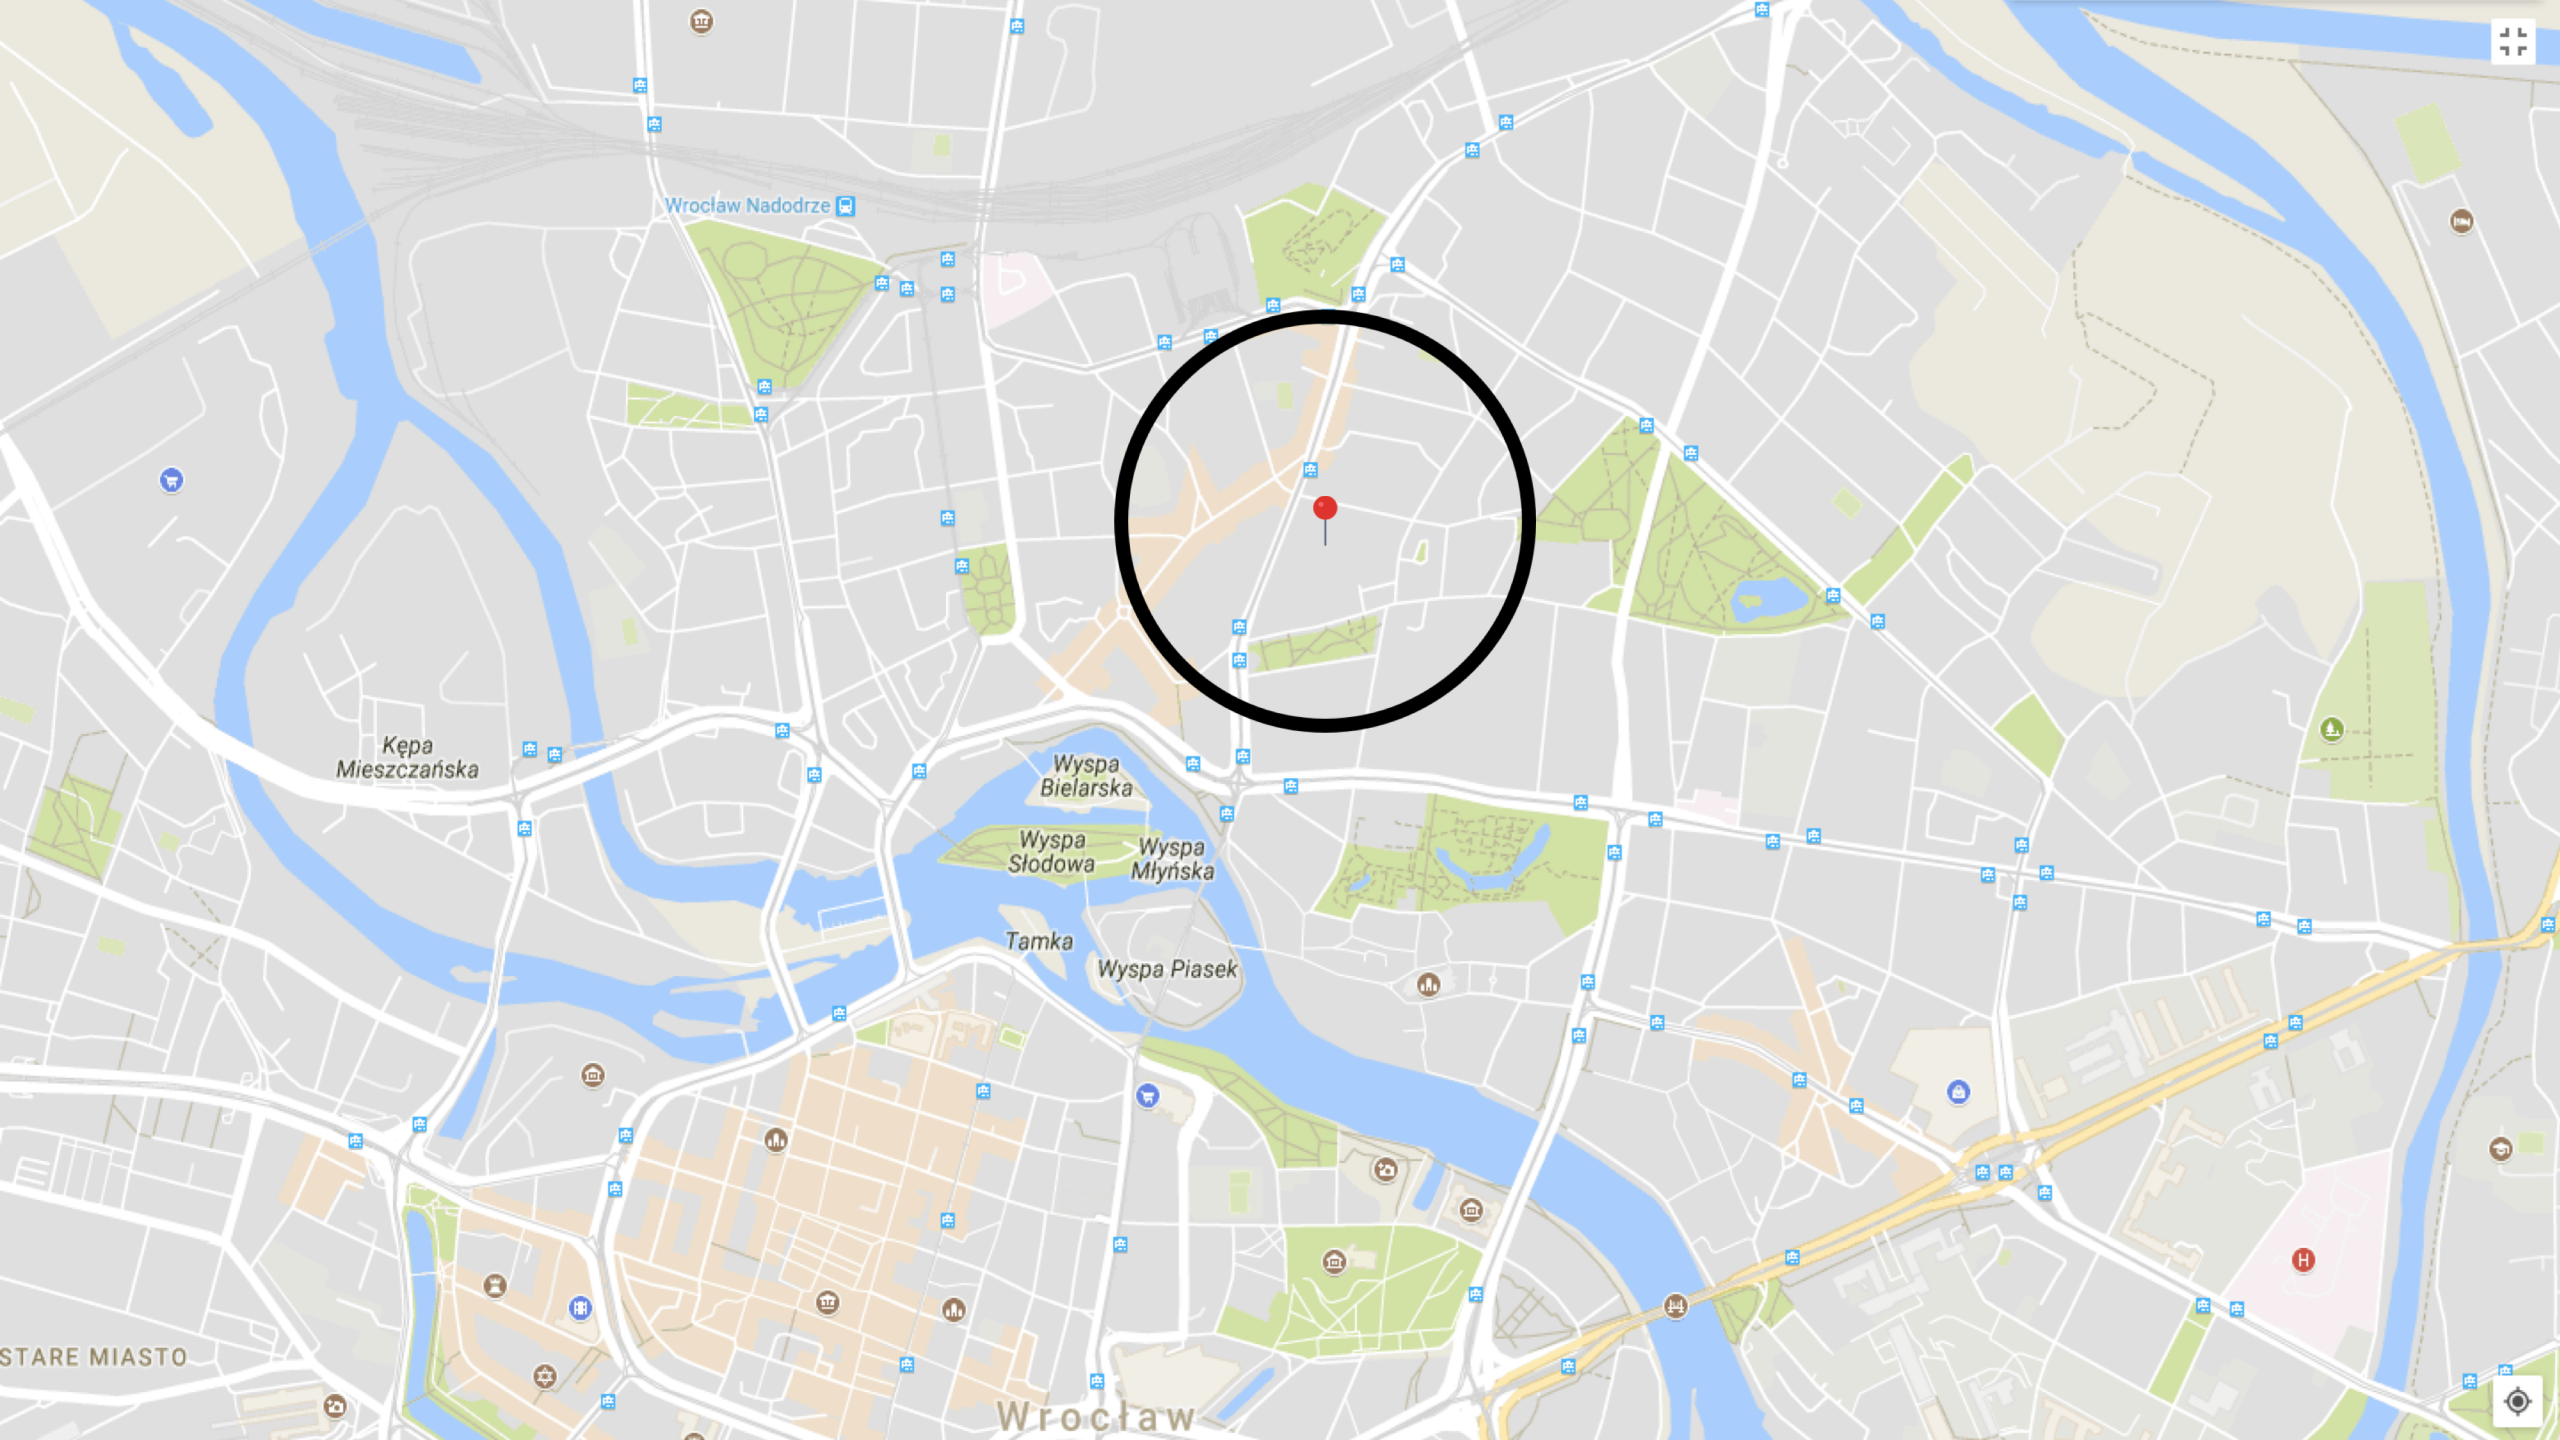 Wrocław Nadodrze
Kępa
Mieszczańska
Wyspa
Bielarska
Wyspa
Słodowa
Wyspa
Młyńska
Tamka
Wyspa Piasek
H
STARE MIASTO
Wrocław